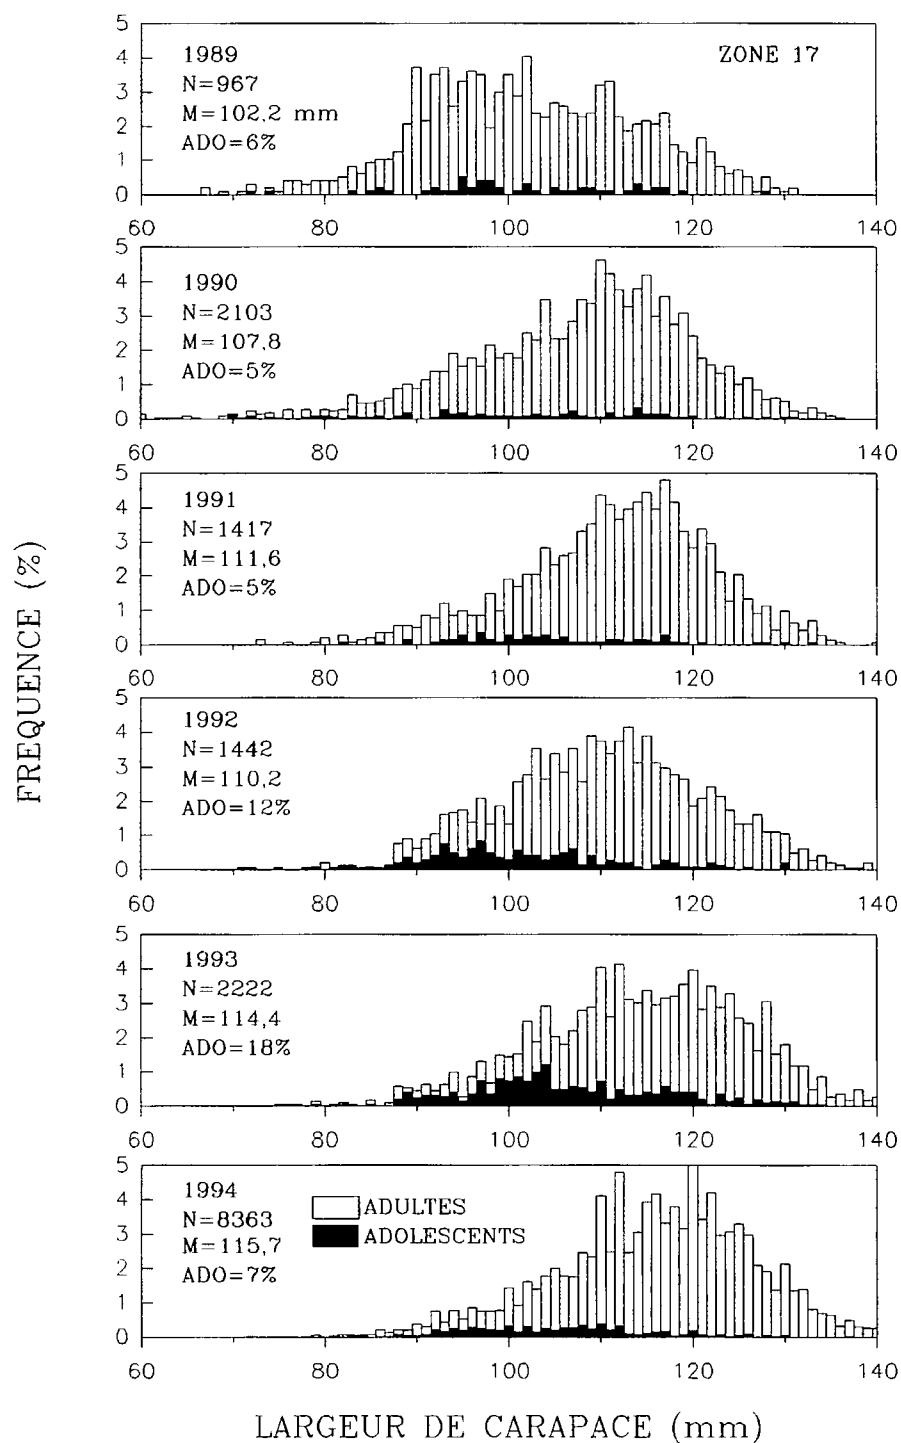 ZONE 17
1989
N=967
M=102,2 mm
ADO=6%
5
4
3
2
1
0
60 80 100 120 140
1990
N=2103
M=107,8
ADO=5%
5
4
3
2
1
0
60 80 100 120 140
1991
N=1417
M=111,6
ADO=5%
5
4
3
2
1
0
60 80 100 120 140
1992
N=1442
M=110,2
ADO=12%
5
4
3
2
1
0
60 80 100 120 140
1993
N=2222
M=114,4
ADO=18%
5
4
3
2
1
0
60 80 100 120 140
1994
N=8363
M=115,7
ADO=7%
ADULTES
ADOLESCENTS
5
4
3
2
1
0
60 80 100 120 140
FREQUENCE (%)
LARGEUR DE CARAPACE (mm)